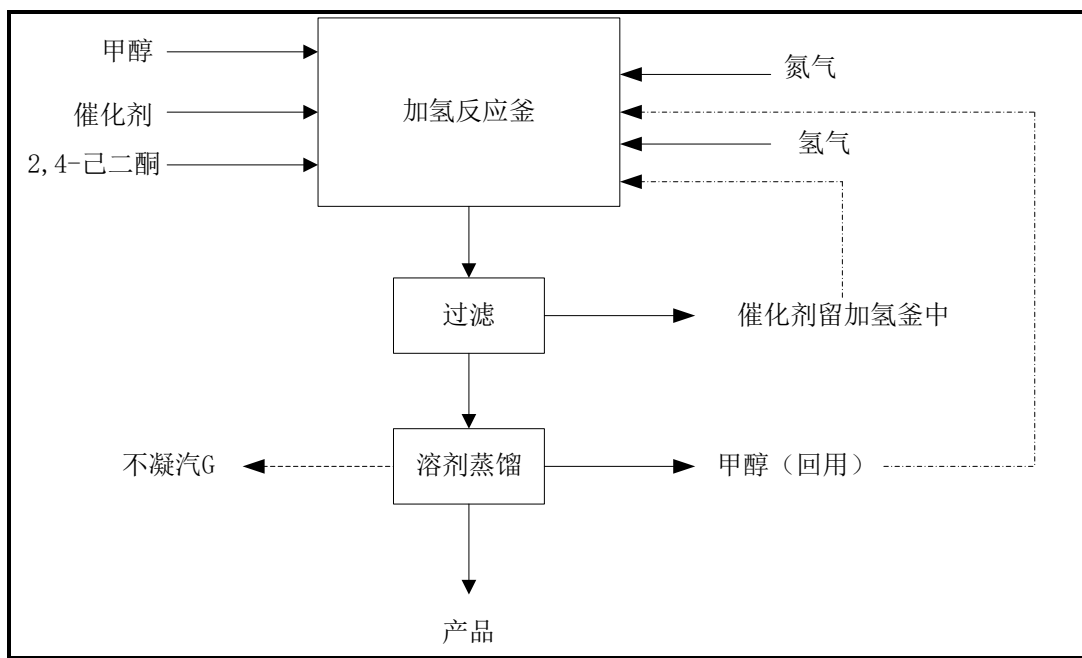 甲醇
氮气
催化剂
加氢反应釜
2,4-己二酮
氢气
过滤
催化剂留加氢釜中
不凝汽G
溶剂蒸馏
甲醇（回用）
产品